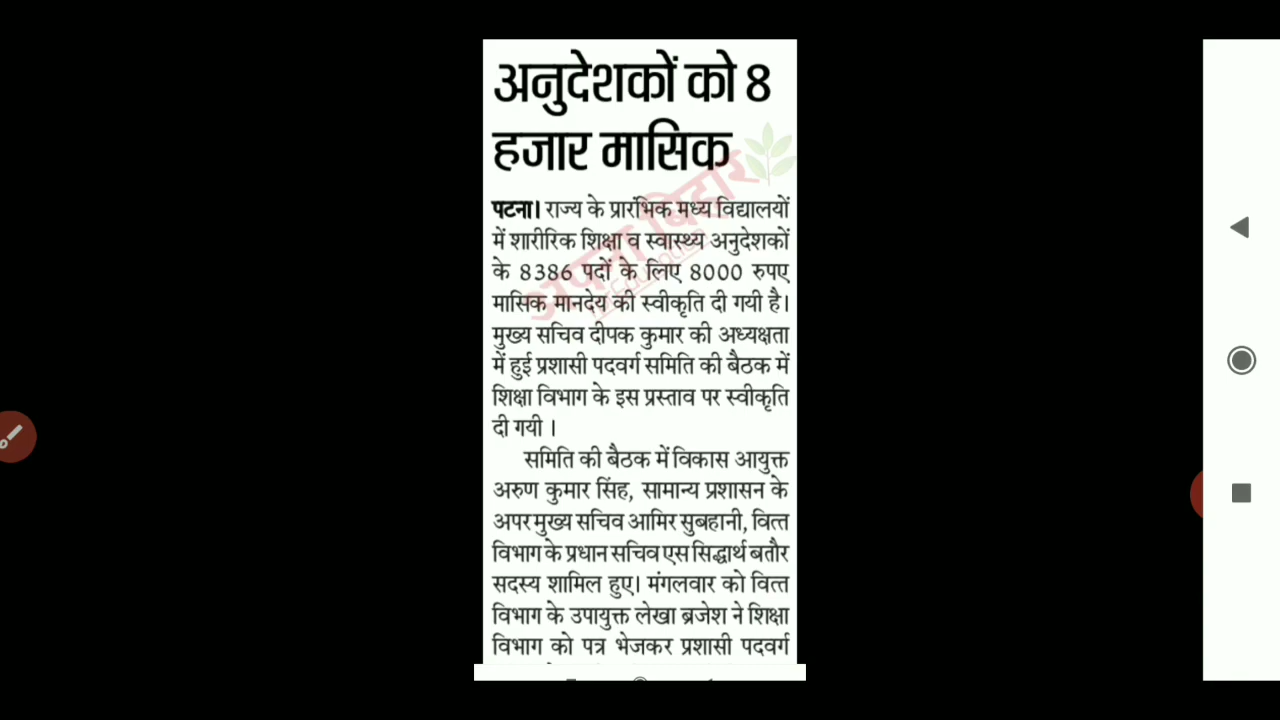 अनुदेशकों को 8
हजार मासिक
पटना। राज्य के प्रारंभिक मध्य विद्यालयों
में शारीरिक शिक्षा व स्वास्थ्य अनुदेशकों
के 8386 पदों के लिए 8000 रुपए
मासिक मानदेय की स्वीकृति दी गयी है।
मुख्य सचिव दीपक कुमार की अध्यक्षता
में हुई प्रशासी पदवर्ग समिति की बैठक में
शिक्षा विभाग के इस प्रस्ताव पर स्वीकृति
दी गयी ।
समिति की बैठक में विकास आयुक्त
अरुण कुमार सिंह, सामान्य प्रशासन के
अपर मुख्य सचिव आमिर सुबहानी, वित्त
विभाग के प्रधान सचिव एस सिद्धार्थ बतौर
सदस्य शामिल हुए। मंगलवार को वित्त
विभाग के उपायुक्त लेखा ब्रजेश ने शिक्षा
विभाग को पत्र भेजकर प्रशासी पदवर्ग
अपना बिहार